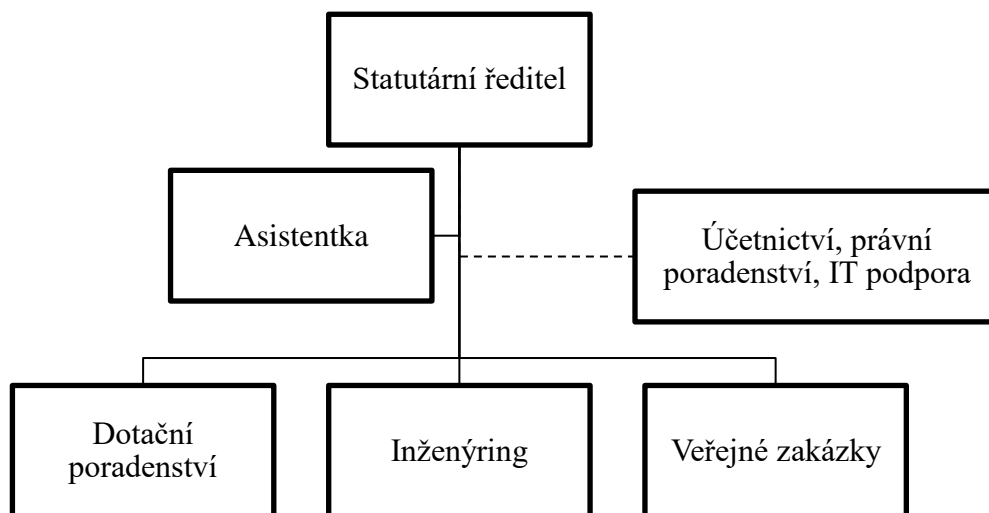 Statutární ředitel
Asistentka
Účetnictví, právní
poradenství, IT podpora
Dotační
poradenství
Inženýring
Veřejné zakázky